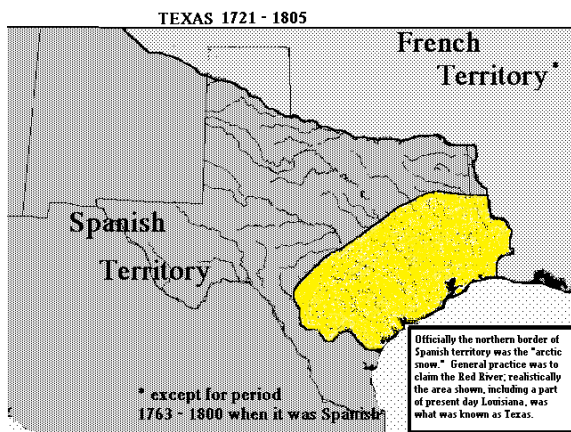 TEXAS 1721 - 1805
French
Territory *
Spanish
Territory
Officially the northern border of
Spanish territory was the "arctic
snow." General practice was to
claim the Red River; realistically
the area shown, including a part
of present day Louisiana, was
what was known as Texas.
* except for period
1763 - 1800 when it was Spanish